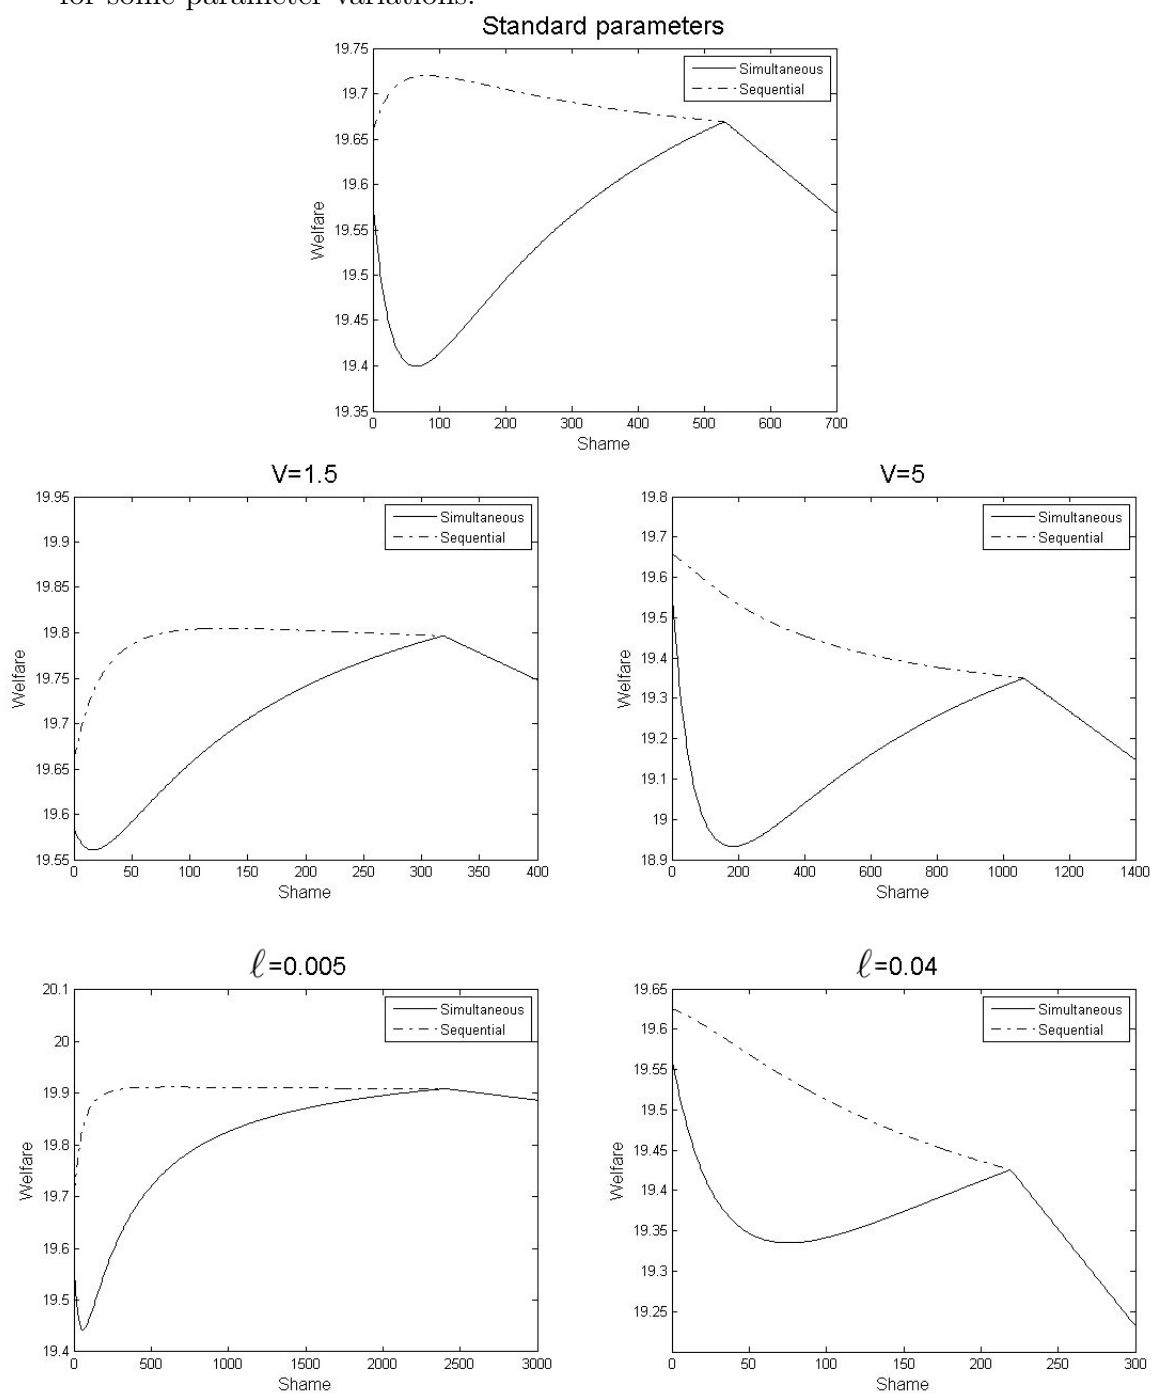 for some parameter variations.
Standard parameters
19.75
19.7
19.65
19.6
19.55
19.5
19.45
19.4
19.35
Welfare
Simultaneous
Sequential
0 100 200 300 400 500 600 700
Shame
V=1.5
19.95
19.9
19.85
19.8
19.75
19.7
19.65
19.6
19.55
Welfare
Simultaneous
Sequential
0 50 100 150 200 250 300 350 400
Shame
V=5
19.8
19.7
19.6
19.5
19.4
19.3
19.2
19.1
19
18.9
Welfare
Simultaneous
Sequential
0 200 400 600 800 1000 1200 1400
Shame
ℓ=0.005
20.1
20
19.9
19.8
19.7
19.6
19.5
19.4
Welfare
Simultaneous
Sequential
0 500 1000 1500 2000 2500 3000
Shame
ℓ=0.04
19.65
19.6
19.55
19.5
19.45
19.4
19.35
19.3
19.25
Welfare
Simultaneous
Sequential
0 50 100 150 200 250 300
Shame